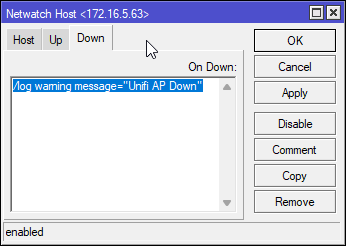 Netwatch Host <172.16.5.63>
Host Up Down
On Down:
/log warning message="Unifi AP Down"
OK
Cancel
Apply
Disable
Comment
Copy
Remove
enabled